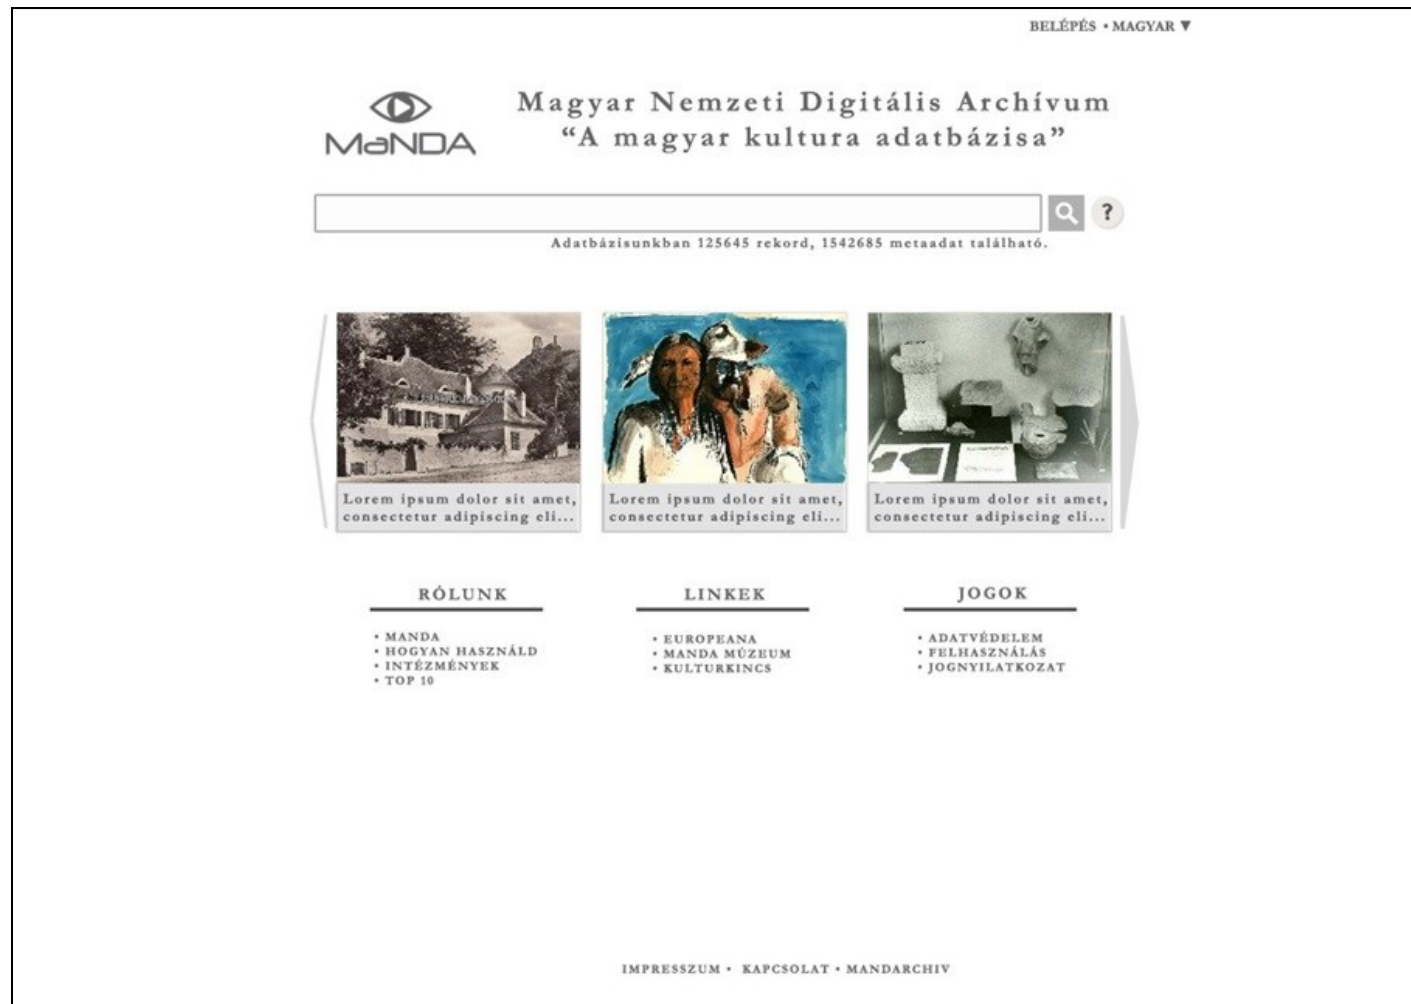 BELÉPÉS • MAGYAR ▼
MaNDA
Magyar Nemzeti Digitális Archívum
“A magyar kultura adatbázisa”
?
Adatbázisunkban 125645 rekord, 1542685 metaadat található.
Lorem ipsum dolor sit amet,
consectetur adipiscing eli...
Lorem ipsum dolor sit amet,
consectetur adipiscing eli...
Lorem ipsum dolor sit amet,
consectetur adipiscing eli...
RÓLUNK
• MANDA
• HOGYAN HASZNÁLD
• INTÉZMÉNYEK
• TOP 10
LINKEK
• EUROPEANA
• MANDA MÚZEUM
• KULTURKINCS
JOGOK
• ADATVÉDELEM
• FELHASZNÁLÁS
• JOGNYILATKOZAT
IMPRESSZUM • KAPCSOLAT • MANDARCHIV